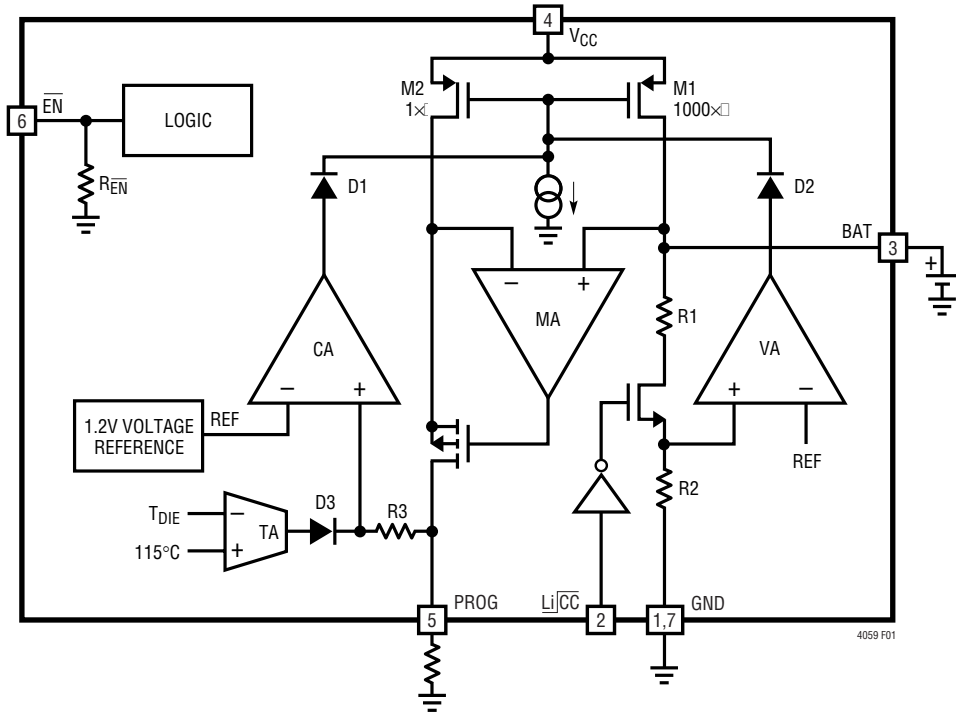 4
VCC
M2
1×
M1
1000×
6
EN
LOGIC
REN
D1
D2
BAT
3
+
− +
MA
R1
CA
− +
VA
+ −
1.2V VOLTAGE
REFERENCE
REF
REF
R2
TDIE
−
115°C
+
TA
D3
R3
PROG
5
Li CC
2
GND
1,7
4059 F01